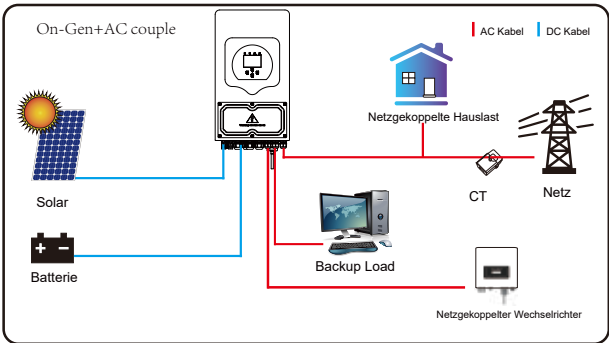 On-Gen+AC couple
AC Kabel
DC Kabel
Netzgekoppelte Hauslast
Solar
CT
Netz
Batterie
Backup Load
Netzgekoppelter Wechselrichter